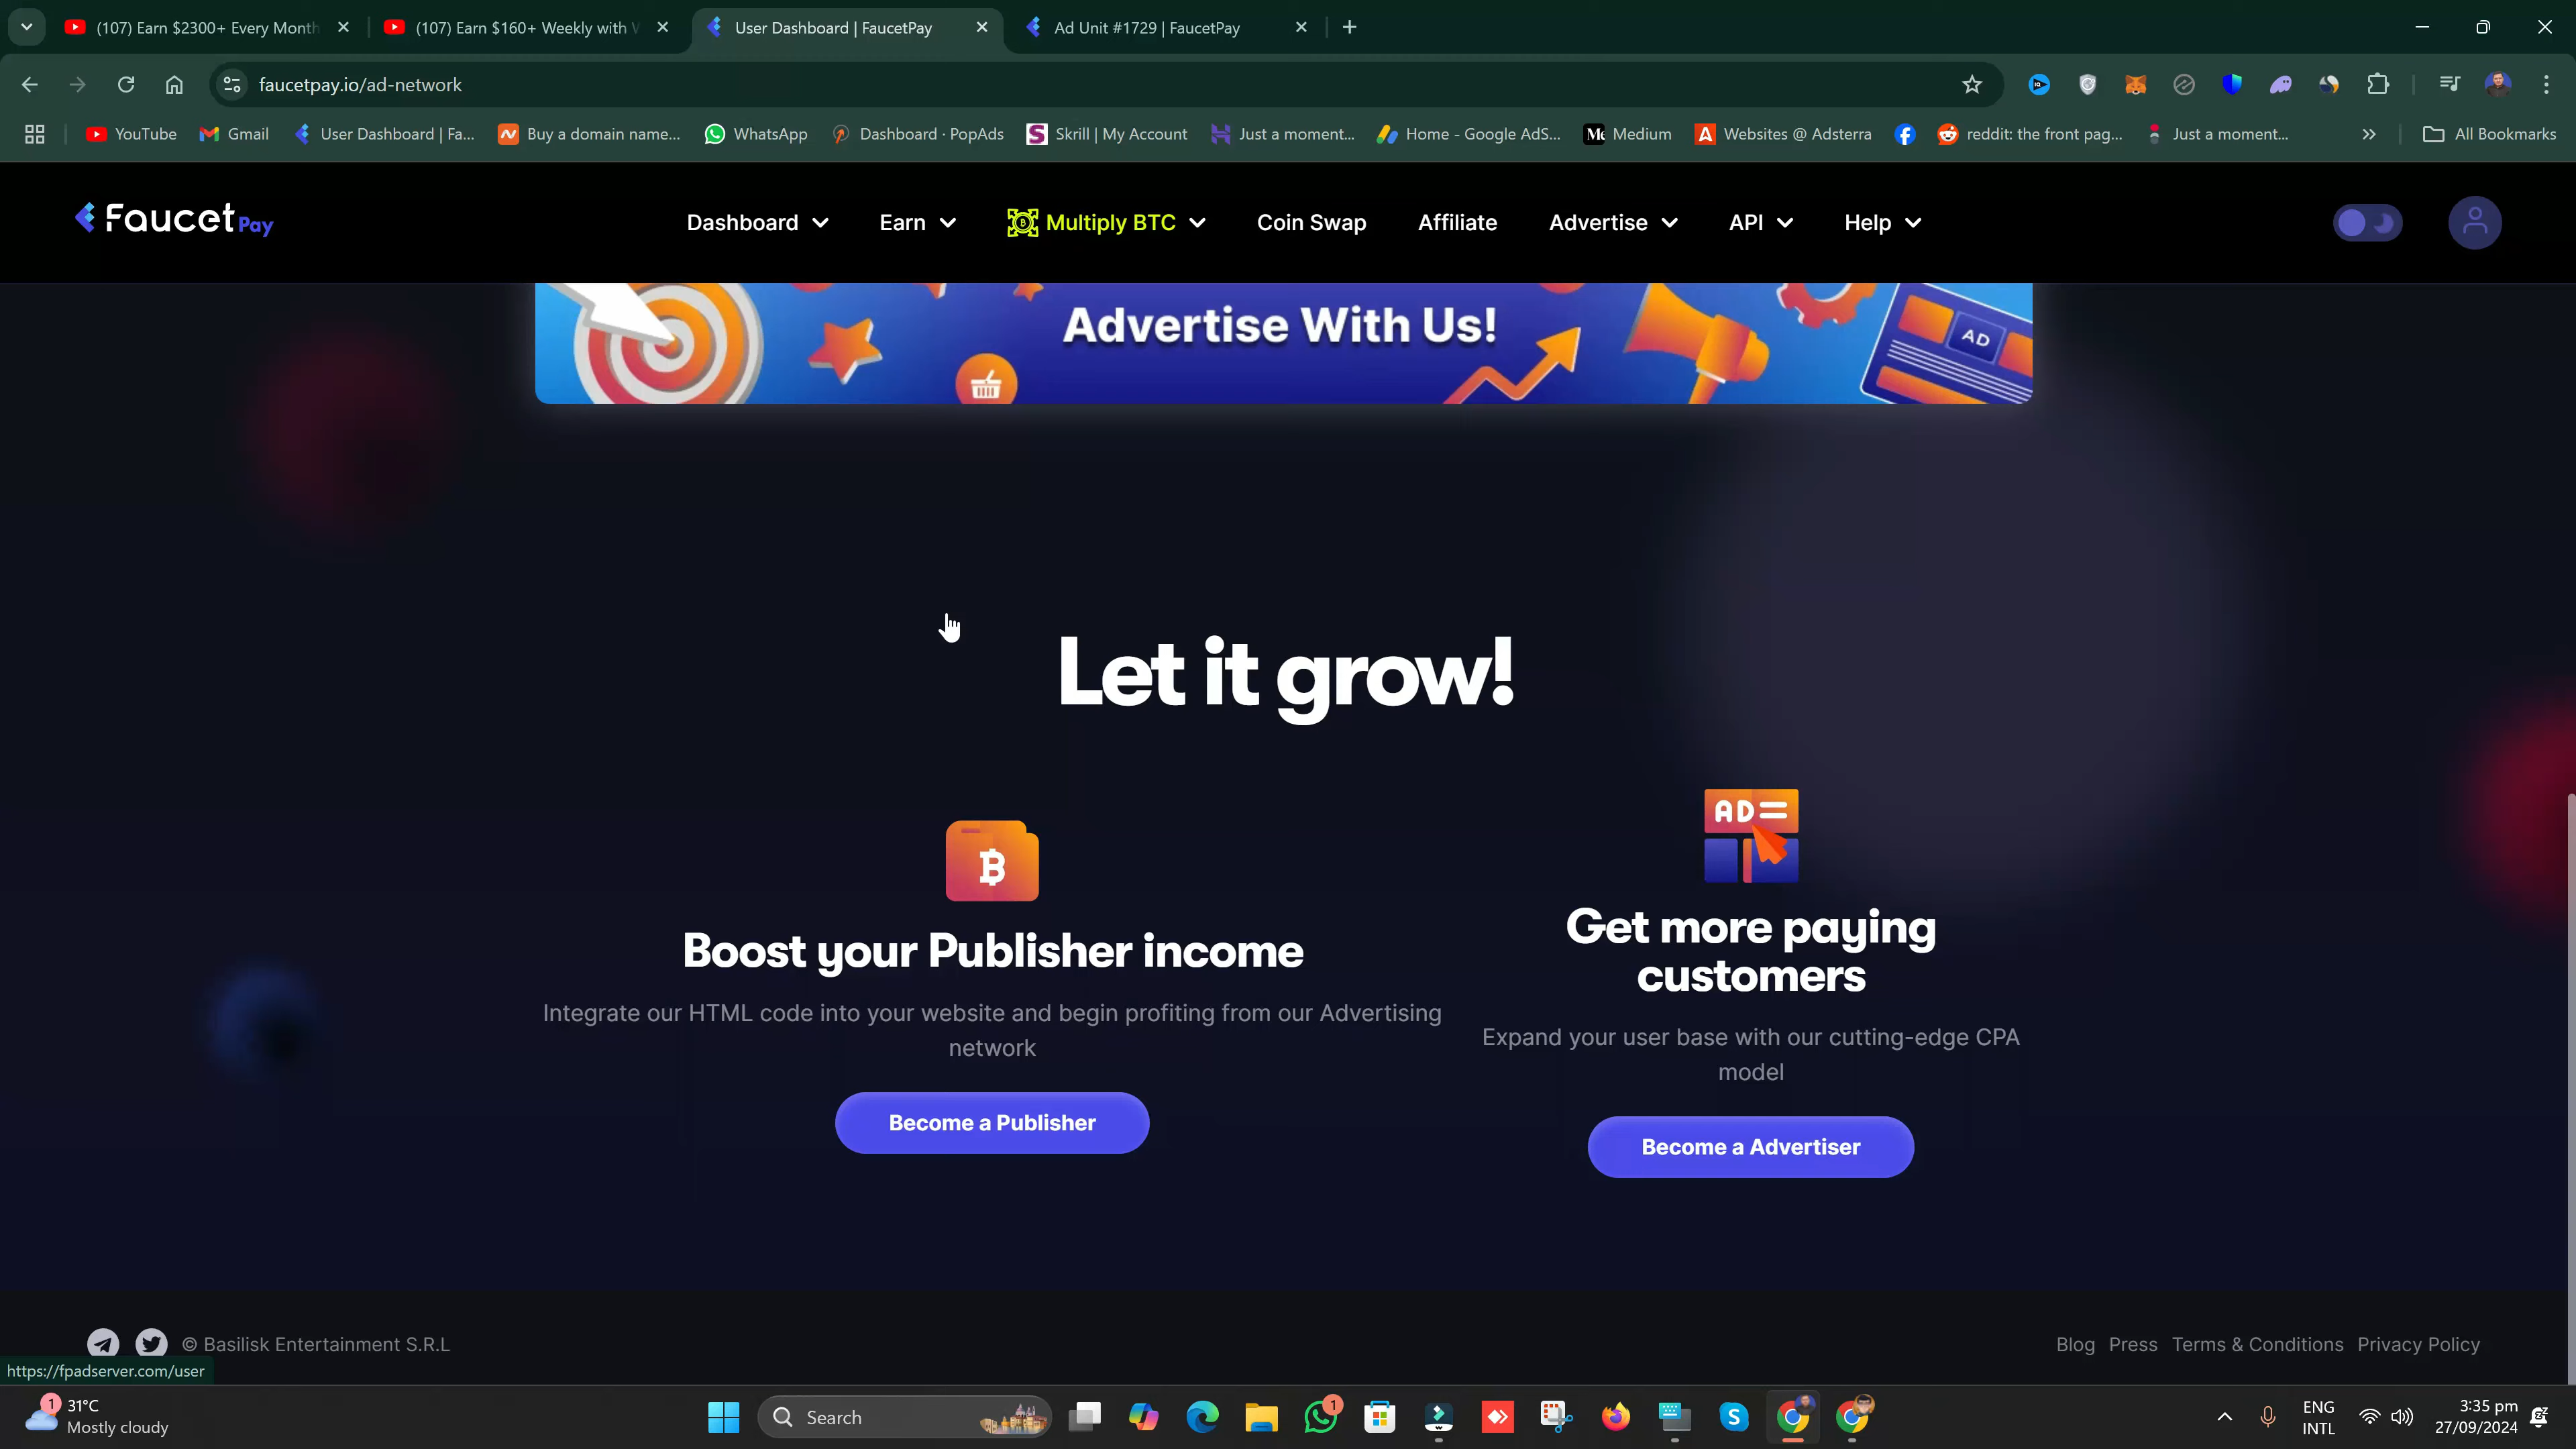 (107) Earn $2300+ Every Month
(107) Earn $160+ Weekly with
User Dashboard | FaucetPay
Ad Unit #1729 | FaucetPay
faucetpay.io/ad-network
YouTube
Gmail
User Dashboard | Fa...
Buy a domain name...
WhatsApp
Dashboard · PopAds
Skrill | My Account
Just a moment...
Home - Google AdS...
Medium
Websites @ Adsterra
reddit: the front pag...
Just a moment...
All Bookmarks
FaucetPay
Dashboard
Earn
Multiply BTC
Coin Swap
Affiliate
Advertise
API
Help
Advertise With Us!
AD
Let it grow!
AD
Boost your Publisher income
Integrate our HTML code into your website and begin profiting from our Advertising
network
Become a Publisher
Get more paying
customers
Expand your user base with our cutting-edge CPA
model
Become a Advertiser
© Basilisk Entertainment S.R.L
Blog Press Terms & Conditions Privacy Policy
https://fpadserver.com/user
1
31°C
Mostly cloudy
Search
1
ENG
INTL
3:35 pm
27/09/2024